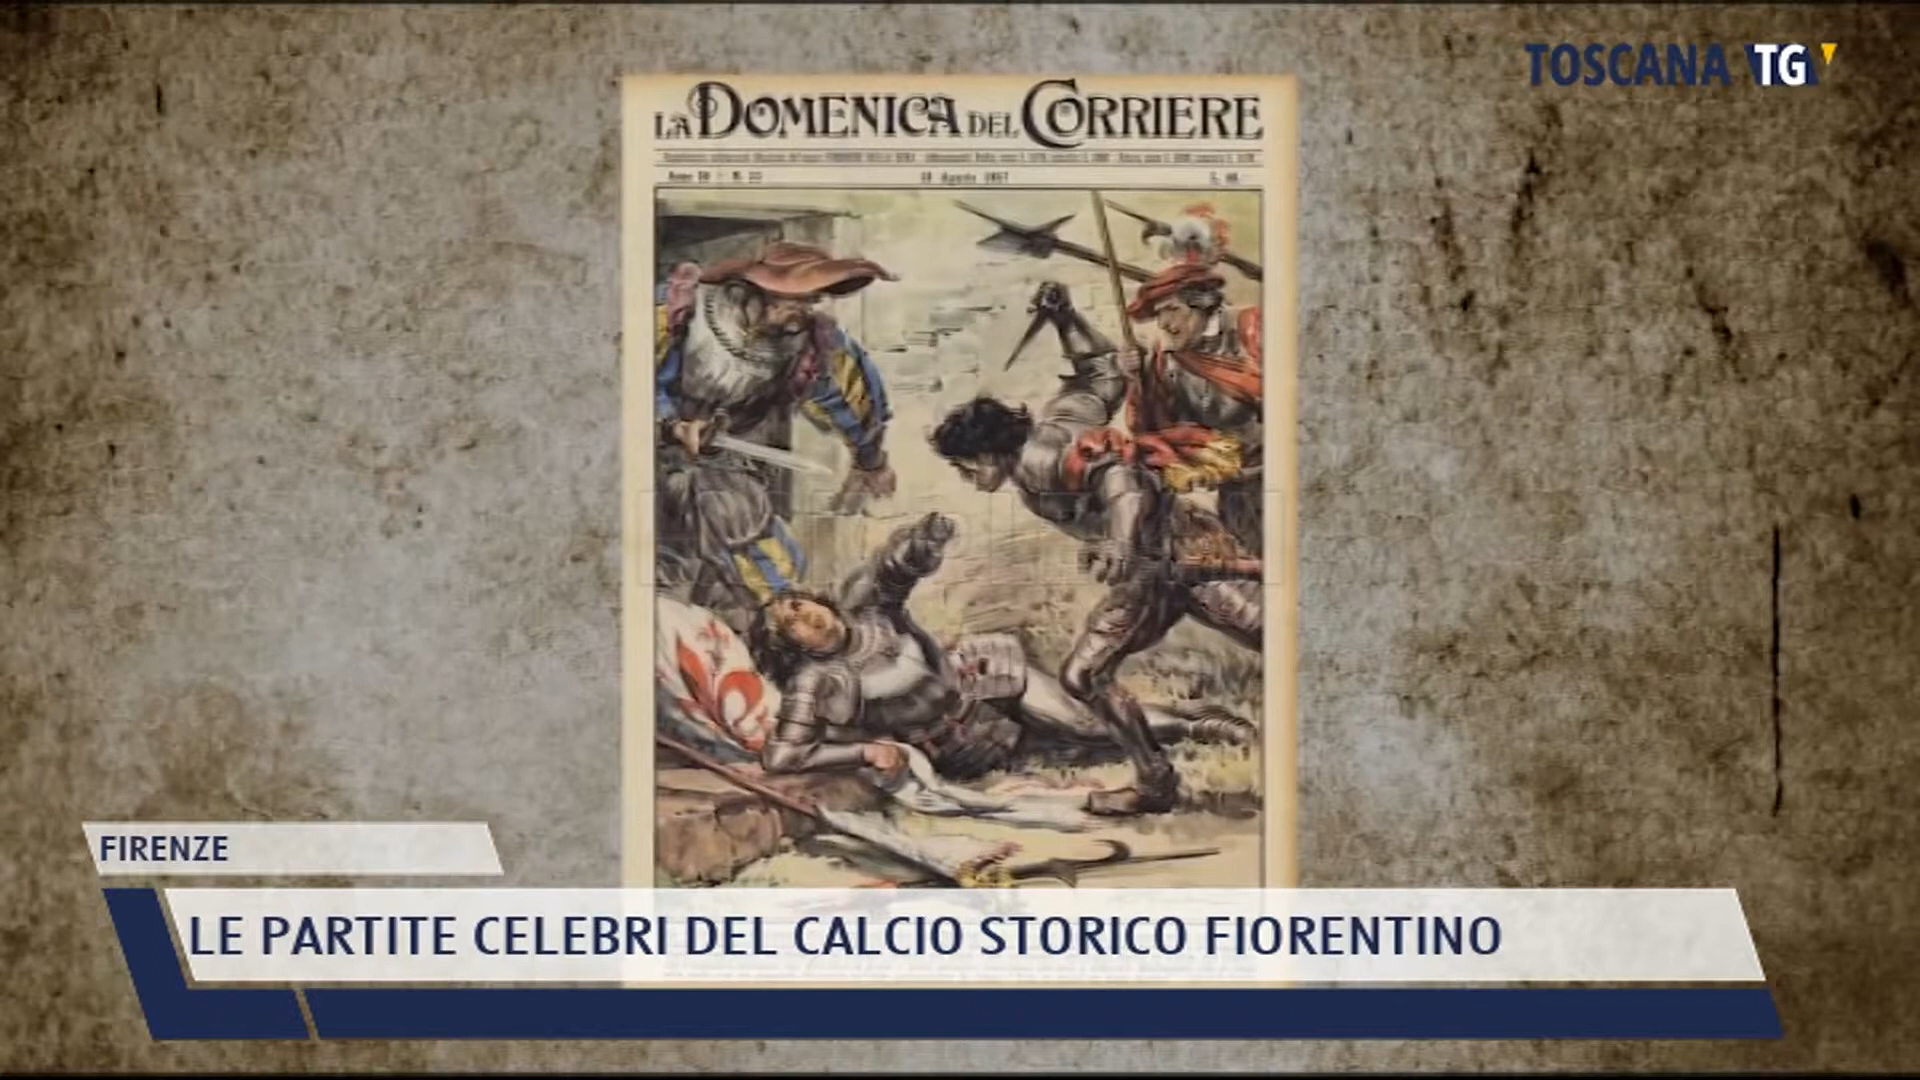 TOSCANA TG
LA DOMENICA DEL CORRIERE
FIRENZE
LE PARTITE CELEBRI DEL CALCIO STORICO FIORENTINO